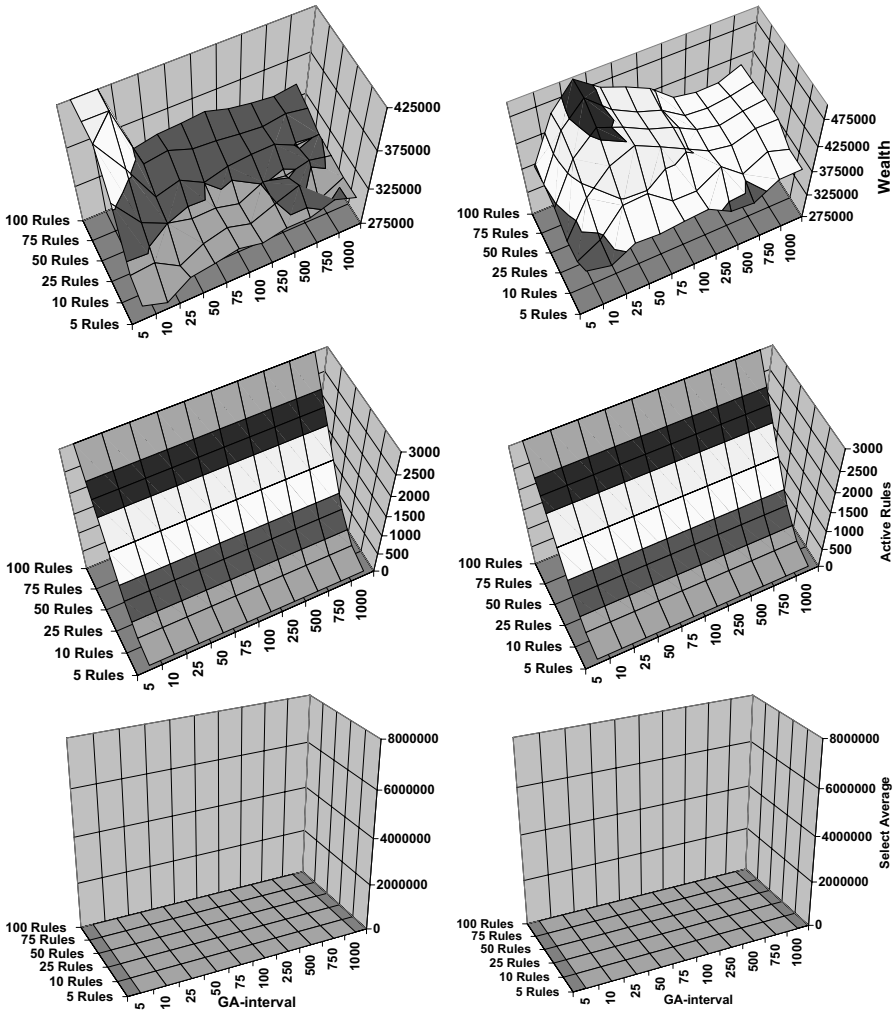 425000
375000
325000
275000
100 Rules
75 Rules
50 Rules
25 Rules
10 Rules
5 Rules
5
10
25
50
75
100
250
500
750
1000
475000
425000
375000
325000
275000
Wealth
100 Rules
75 Rules
50 Rules
25 Rules
10 Rules
5 Rules
5
10
25
50
75
100
250
500
750
1000
3000
2500
2000
1500
1000
500
0
100 Rules
75 Rules
50 Rules
25 Rules
10 Rules
5 Rules
5
10
25
50
75
100
250
500
750
1000
3000
2500
2000
1500
1000
500
0
Active Rules
100 Rules
75 Rules
50 Rules
25 Rules
10 Rules
5 Rules
5
10
25
50
75
100
250
500
750
1000
8000000
6000000
4000000
2000000
0
100 Rules
75 Rules
50 Rules
25 Rules
10 Rules
5 Rules
5
10
25
50
75
100
250
500
750
1000
GA-interval
8000000
6000000
4000000
2000000
0
Select Average
100 Rules
75 Rules
50 Rules
25 Rules
10 Rules
5 Rules
5
10
25
50
75
100
250
500
750
1000
GA-interval